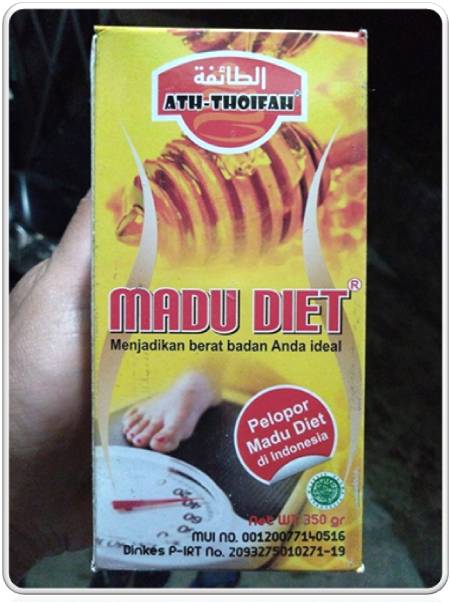 الطائفة
ATH-THOIFAH®
MADU DIET®
Menjadikan berat badan Anda ideal
Pelopor
Madu Diet
di Indonesia
Net WT. 350 gr
MUI NO. 00120077140516
Dinkes P-IRT No. 2093275010271-19